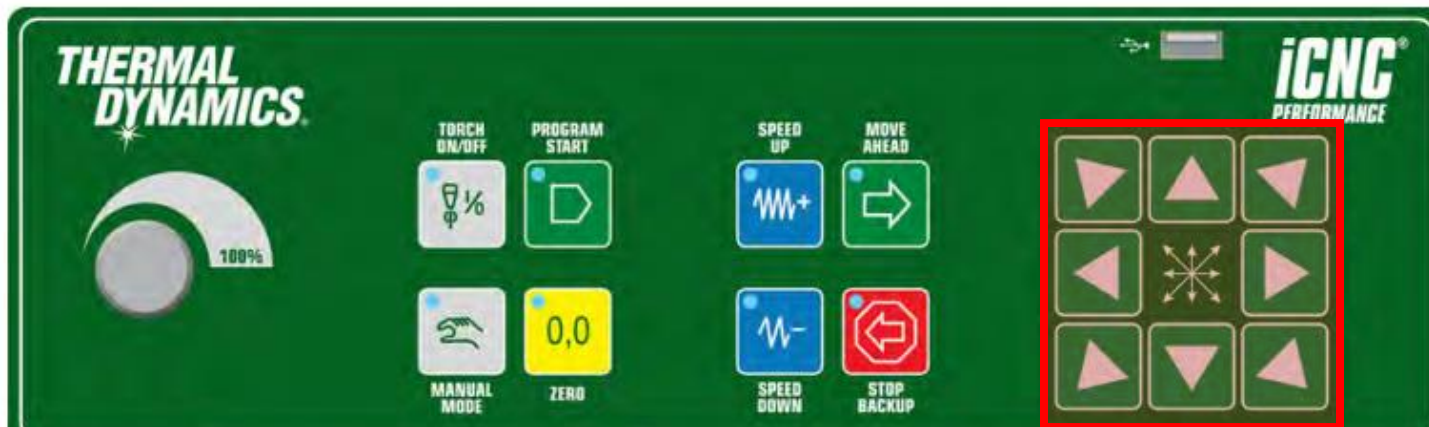 THERMAL
DYNAMICS.
iCNC®
PERFORMANCE
TORCH
ON/OFF
PROGRAM
START
SPEED
UP
MOVE
AHEAD
100%
0,0
MANUAL
MODE
ZERO
SPEED
DOWN
STOP
BACKUP